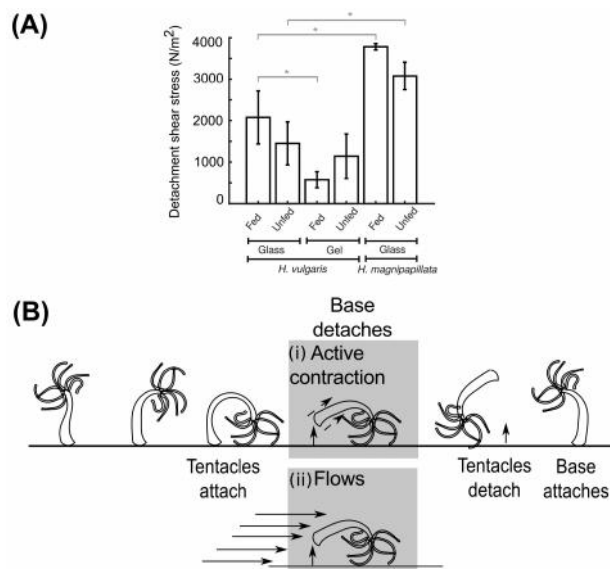 (A)
Detachment shear stress (N/m²)
4000
3000
2000
1000
0
*
*
*
Fed
Unfed
Fed
Unfed
Fed
Unfed
Glass
Gel
Glass
H. vulgaris
H. magnipapillata
(B)
Base
detaches
(i) Active
contraction
Tentacles
attach
Tentacles
detach
Base
attaches
(ii) Flows